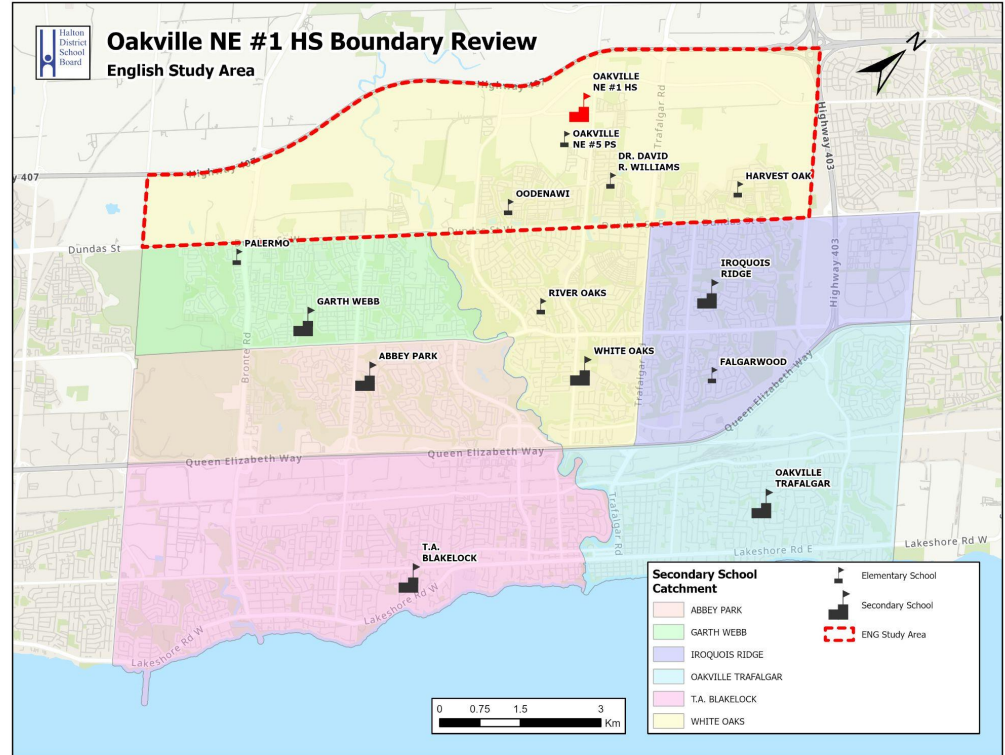 Halton
District
School
Board
Oakville NE #1 HS Boundary Review
English Study Area
N
OAKVILLE
NE #1 HS
Highway 407
Trafalgar Rd
OAKVILLE
NE #5 PS
DR. DAVID
R. WILLIAMS
Highway 403
y 407
Highway 407
HARVEST OAK
OODENAWI
Dundas St W
Dundas St
PALERMO
IROQUOIS
RIDGE
Highway 403
RIVER OAKS
GARTH WEBB
Bronte Rd
ABBEY PARK
WHITE OAKS
FALGARWOOD
Trafalgar Rd
Queen Elizabeth Way
Queen Elizabeth Way
Queen Elizabeth Way
OAKVILLE
TRAFALGAR
Trafalgar Rd
Lakeshore Rd E
Lakeshore Rd W
T.A.
BLAKELOCK
Lakeshore Rd W
Lakeshore Rd W
Secondary School
Catchment
ABBEY PARK
GARTH WEBB
IROQUOIS RIDGE
OAKVILLE TRAFALGAR
T.A. BLAKELOCK
WHITE OAKS
Elementary School
Secondary School
ENG Study Area
0 0.75 1.5 3
Km